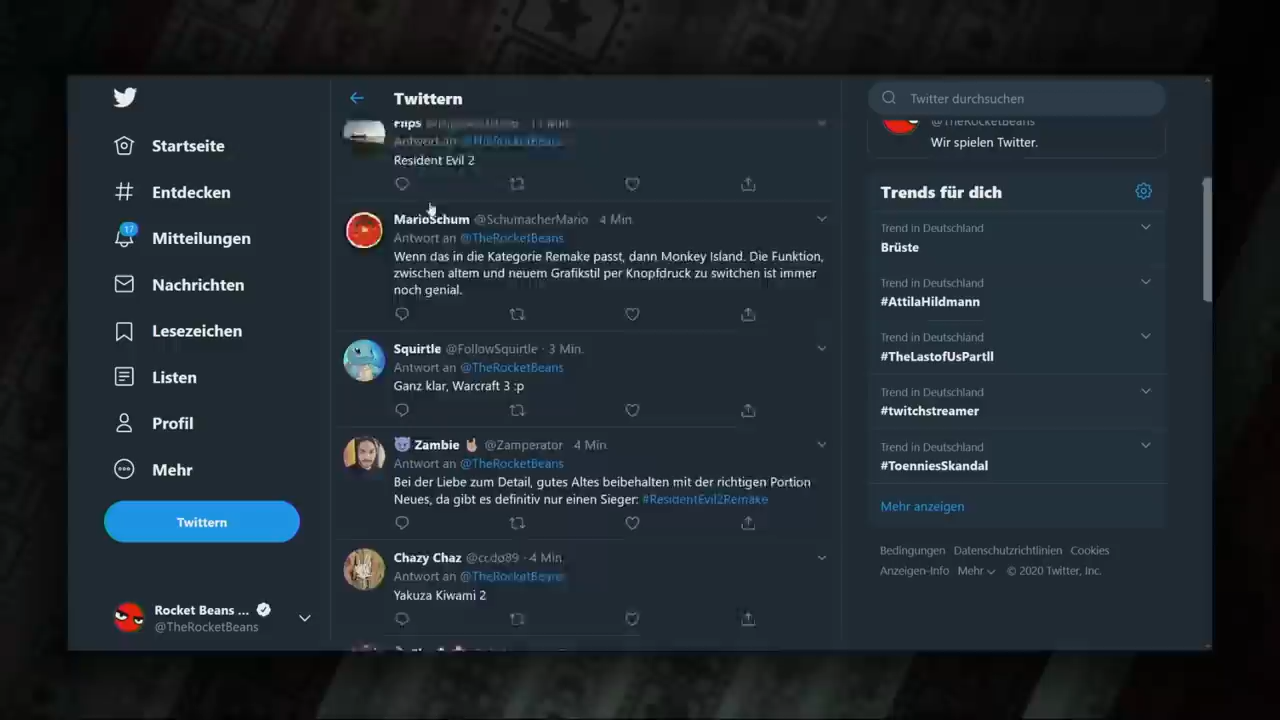 Twittern
Twitter durchsuchen
Startseite
Entdecken
17
Mitteilungen
Nachrichten
Lesezeichen
Listen
Profil
Mehr
Twittern
Rocket Beans ...
@TheRocketBeans
Flips
Antwort an @TheRocketBeans
Resident Evil 2
MarioSchum @SchumacherMario · 4 Min.
Antwort an @TheRocketBeans
Wenn das in die Kategorie Remake passt, dann Monkey Island. Die Funktion,
zwischen altem und neuem Grafikstil per Knopfdruck zu switchen ist immer
noch genial.
Squirtle @FollowSquirtle · 3 Min.
Antwort an @TheRocketBeans
Ganz klar, Warcraft 3 :p
😈 Zambie 🤘🏻 @Zamperator · 4 Min.
Antwort an @TheRocketBeans
Bei der Liebe zum Detail, gutes Altes beibehalten mit der richtigen Portion
Neues, da gibt es definitiv nur einen Sieger: #ResidentEvil2Remake
Chazy Chaz · 4 Min.
Antwort an @TheRocketBeans
Yakuza Kiwami 2
@TheRocketBeans
Wir spielen Twitter.
Trends für dich
Trend in Deutschland
Brüste
Trend in Deutschland
#AttilaHildmann
Trend in Deutschland
#TheLastofUsPartII
Trend in Deutschland
#twitchstreamer
Trend in Deutschland
#ToenniesSkandal
Mehr anzeigen
Bedingungen Datenschutzrichtlinien Cookies
Anzeigen-Info Mehr © 2020 Twitter, Inc.